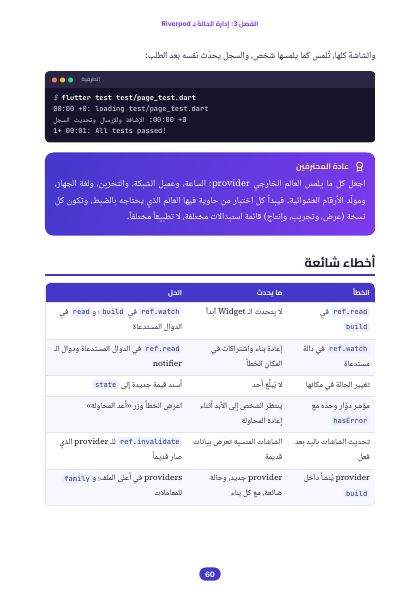 الفصل 3: إدارة الحالة بـ Riverpod
والشاشة كلها، تُلمس كما يلمسها شخص، والسجل يحدّث نفسه بعد الطلب:
الطرفية
$ flutter test test/page_test.dart
00:00 +0: loading test/page_test.dart
00:00 +0: الإضافة والإرسال وتحديث السجل
00:01 +1: All tests passed!
عادة المحترفين
اجعل كل ما يلمس العالم الخارجي provider: الساعة، وعميل الشبكة، والتخزين، ولغة الجهاز،
ومولّد الأرقام العشوائية. فيبدأ كل اختبار من حاوية فيها العالم الذي يحتاجه بالضبط، وتكون كل
نسخة (عرض، وتجريب، وإنتاج) قائمة استبدالات مختلفة، لا تطبيقاً مختلفاً.
أخطاء شائعة
الخطأ ما يحدث الحل
ref.read في build لا يتحدث الـ Widget أبداً ref.watch في build؛ و read في الدوال المستدعاة
ref.watch في دالة مستدعاة إعادة بناء واشتراكات في المكان الخطأ ref.read في الدوال المستدعاة ودوال الـ notifier
تغيير الحالة في مكانها لا يُبلَّغ أحد أسند قيمة جديدة إلى state
مؤشر دوّار وحده مع hasError ينتظر الشخص إلى الأبد أثناء إعادة المحاولة اعرض الخطأ وزر «أعد المحاولة»
تحديث الشاشات باليد بعد فعل الشاشات المنسية تعرض بيانات قديمة ref.invalidate للـ provider الذي صار قديماً
provider يُنشأ داخل build provider جديد، وحالة ضائعة، مع كل بناء providers في أعلى الملف؛ و family للمعاملات
60